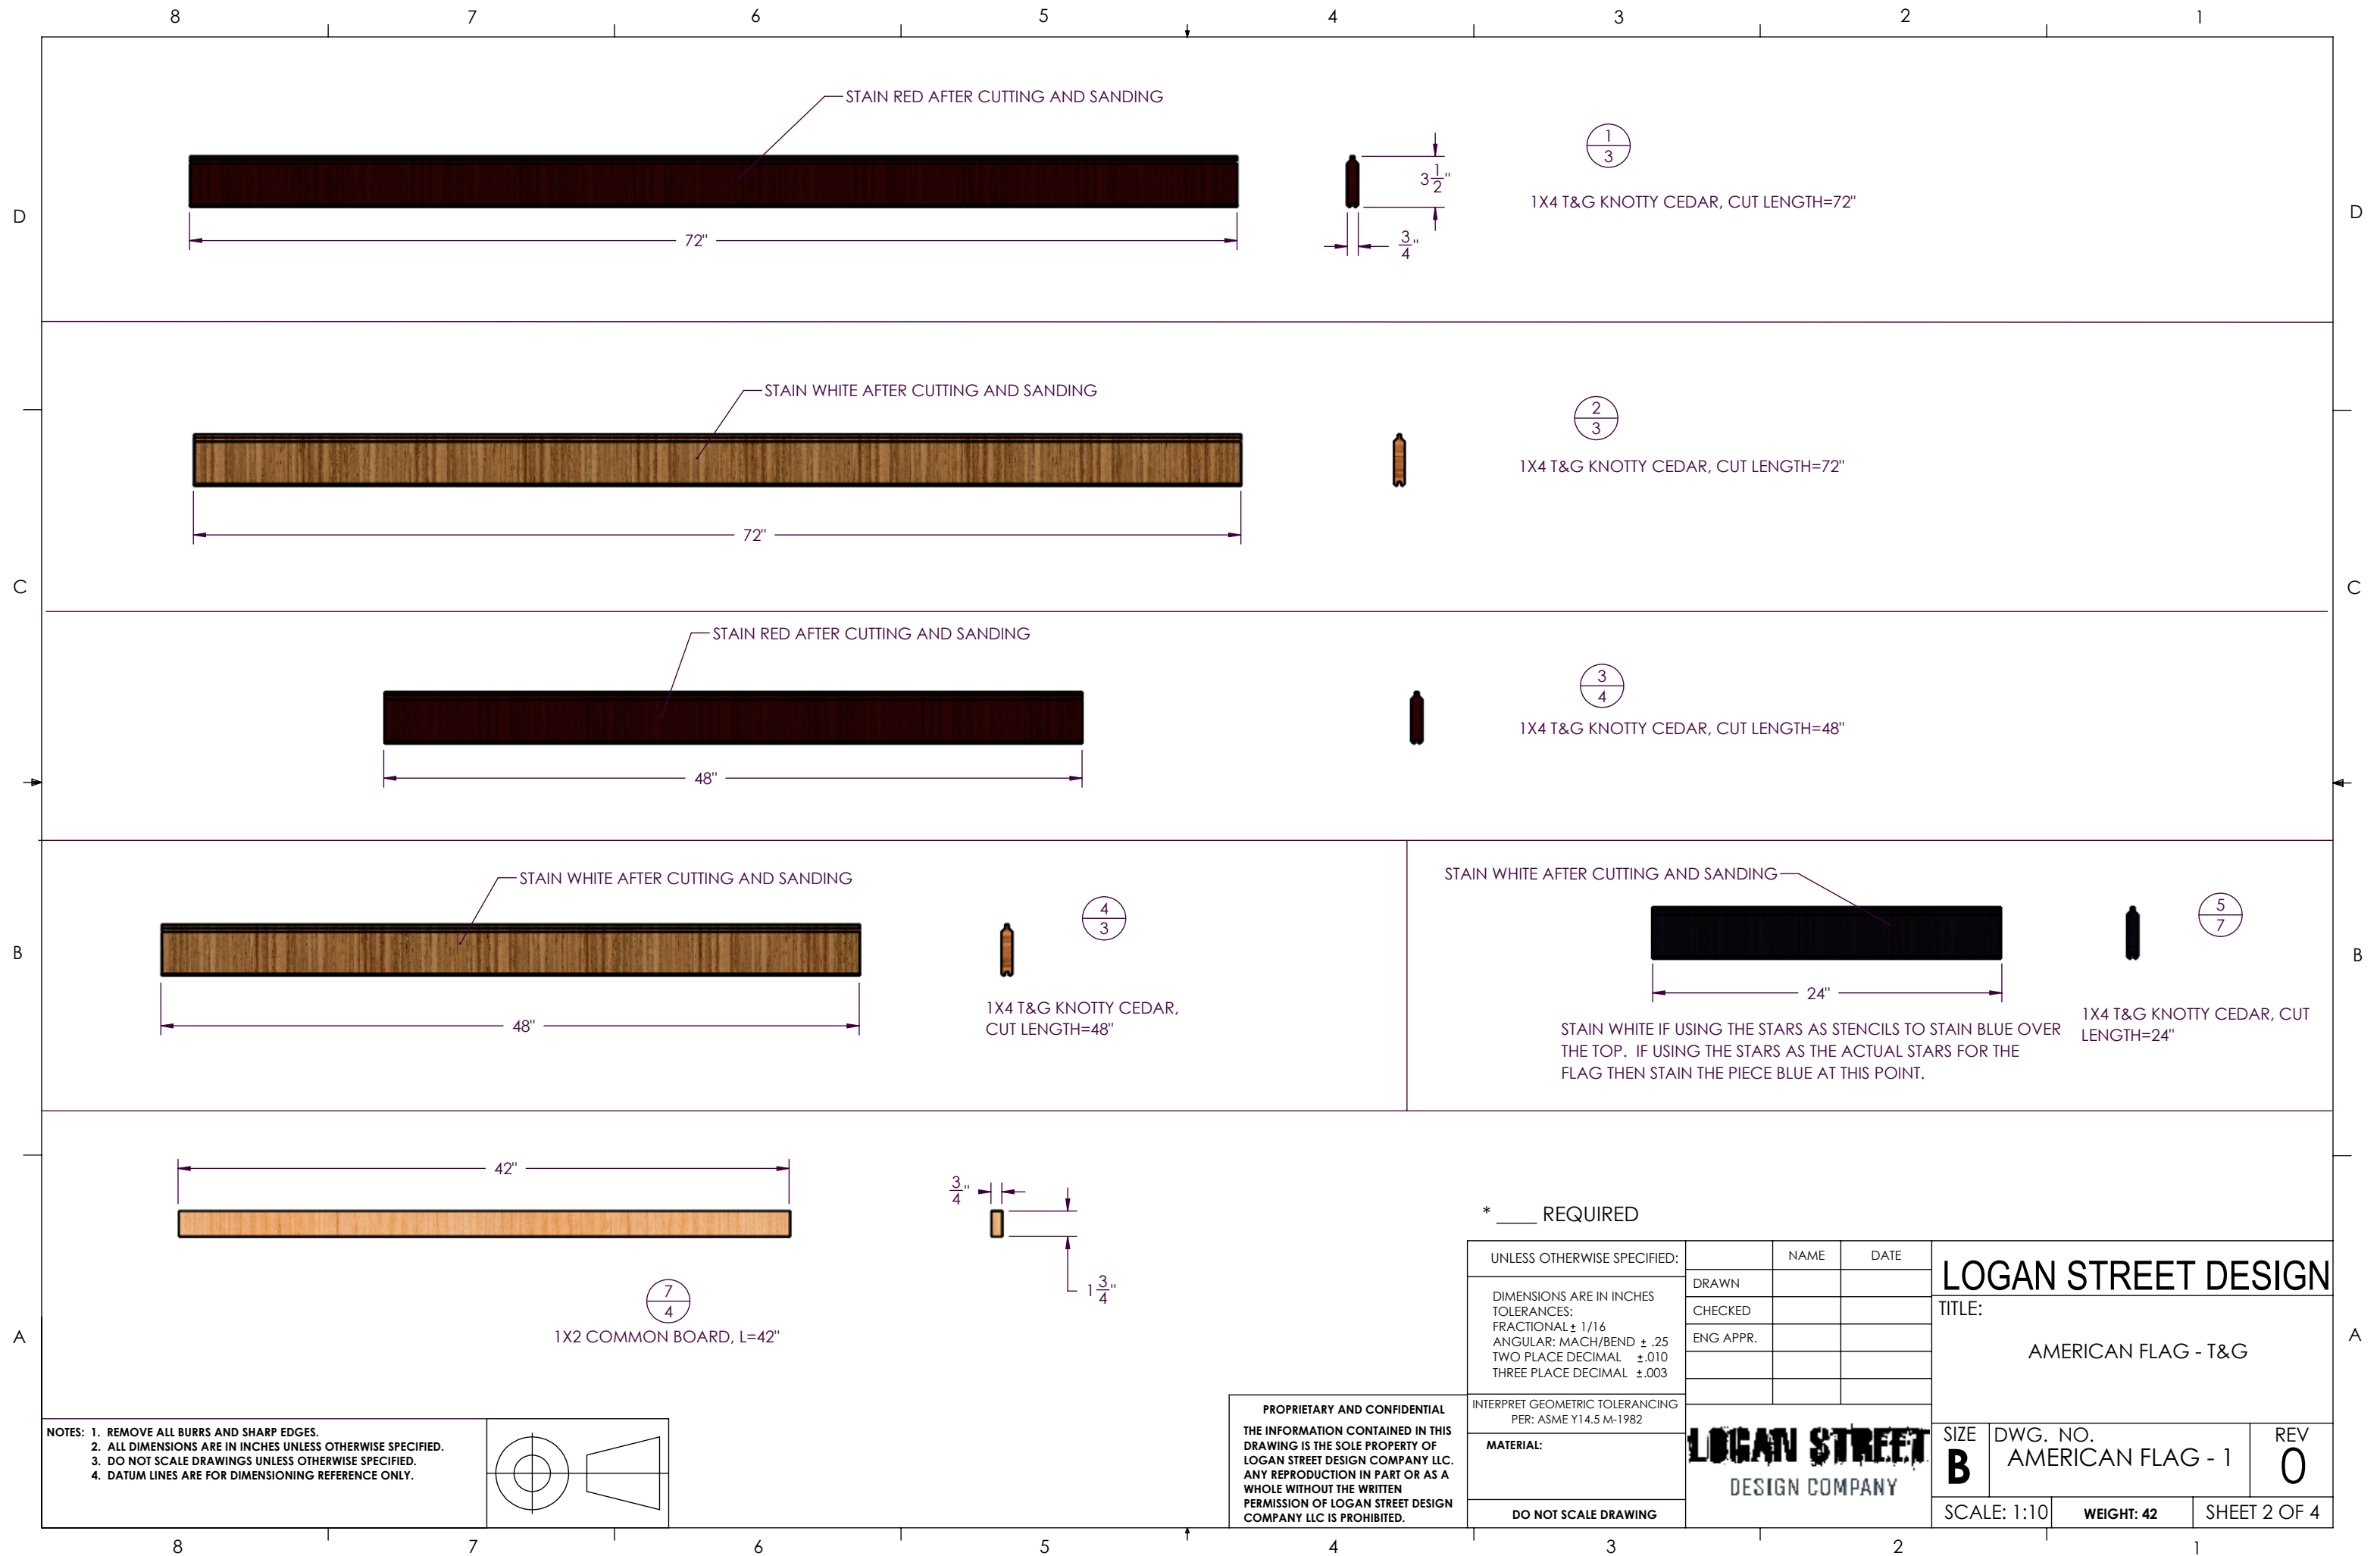 8 7 6 5 4 3 2 1
D
D
STAIN RED AFTER CUTTING AND SANDING
72"
3 1/2"
3/4"
1
3
1X4 T&G KNOTTY CEDAR, CUT LENGTH=72"
STAIN WHITE AFTER CUTTING AND SANDING
72"
2
3
1X4 T&G KNOTTY CEDAR, CUT LENGTH=72"
C
C
STAIN RED AFTER CUTTING AND SANDING
48"
3
4
1X4 T&G KNOTTY CEDAR, CUT LENGTH=48"
B
B
STAIN WHITE AFTER CUTTING AND SANDING
48"
4
3
1X4 T&G KNOTTY CEDAR,
CUT LENGTH=48"
STAIN WHITE AFTER CUTTING AND SANDING
24"
5
7
1X4 T&G KNOTTY CEDAR, CUT
LENGTH=24"
STAIN WHITE IF USING THE STARS AS STENCILS TO STAIN BLUE OVER
THE TOP. IF USING THE STARS AS THE ACTUAL STARS FOR THE
FLAG THEN STAIN THE PIECE BLUE AT THIS POINT.
A
A
42"
3/4"
1 3/4"
7
4
1X2 COMMON BOARD, L=42"
* ____ REQUIRED
NOTES: 1. REMOVE ALL BURRS AND SHARP EDGES.
2. ALL DIMENSIONS ARE IN INCHES UNLESS OTHERWISE SPECIFIED.
3. DO NOT SCALE DRAWINGS UNLESS OTHERWISE SPECIFIED.
4. DATUM LINES ARE FOR DIMENSIONING REFERENCE ONLY.
PROPRIETARY AND CONFIDENTIAL
THE INFORMATION CONTAINED IN THIS
DRAWING IS THE SOLE PROPERTY OF
LOGAN STREET DESIGN COMPANY LLC.
ANY REPRODUCTION IN PART OR AS A
WHOLE WITHOUT THE WRITTEN
PERMISSION OF LOGAN STREET DESIGN
COMPANY LLC IS PROHIBITED.
UNLESS OTHERWISE SPECIFIED:
DIMENSIONS ARE IN INCHES
TOLERANCES:
FRACTIONAL± 1/16
ANGULAR: MACH/BEND ± .25
TWO PLACE DECIMAL ±.010
THREE PLACE DECIMAL ±.003
INTERPRET GEOMETRIC TOLERANCING
PER: ASME Y14.5 M-1982
MATERIAL:
DO NOT SCALE DRAWING
NAME DATE
DRAWN
CHECKED
ENG APPR.
LOGAN STREET
DESIGN COMPANY
LOGAN STREET DESIGN
TITLE:
AMERICAN FLAG - T&G
SIZE
B
DWG. NO.
AMERICAN FLAG - 1
REV
0
SCALE: 1:10
WEIGHT: 42
SHEET 2 OF 4
8 7 6 5 4 3 2 1